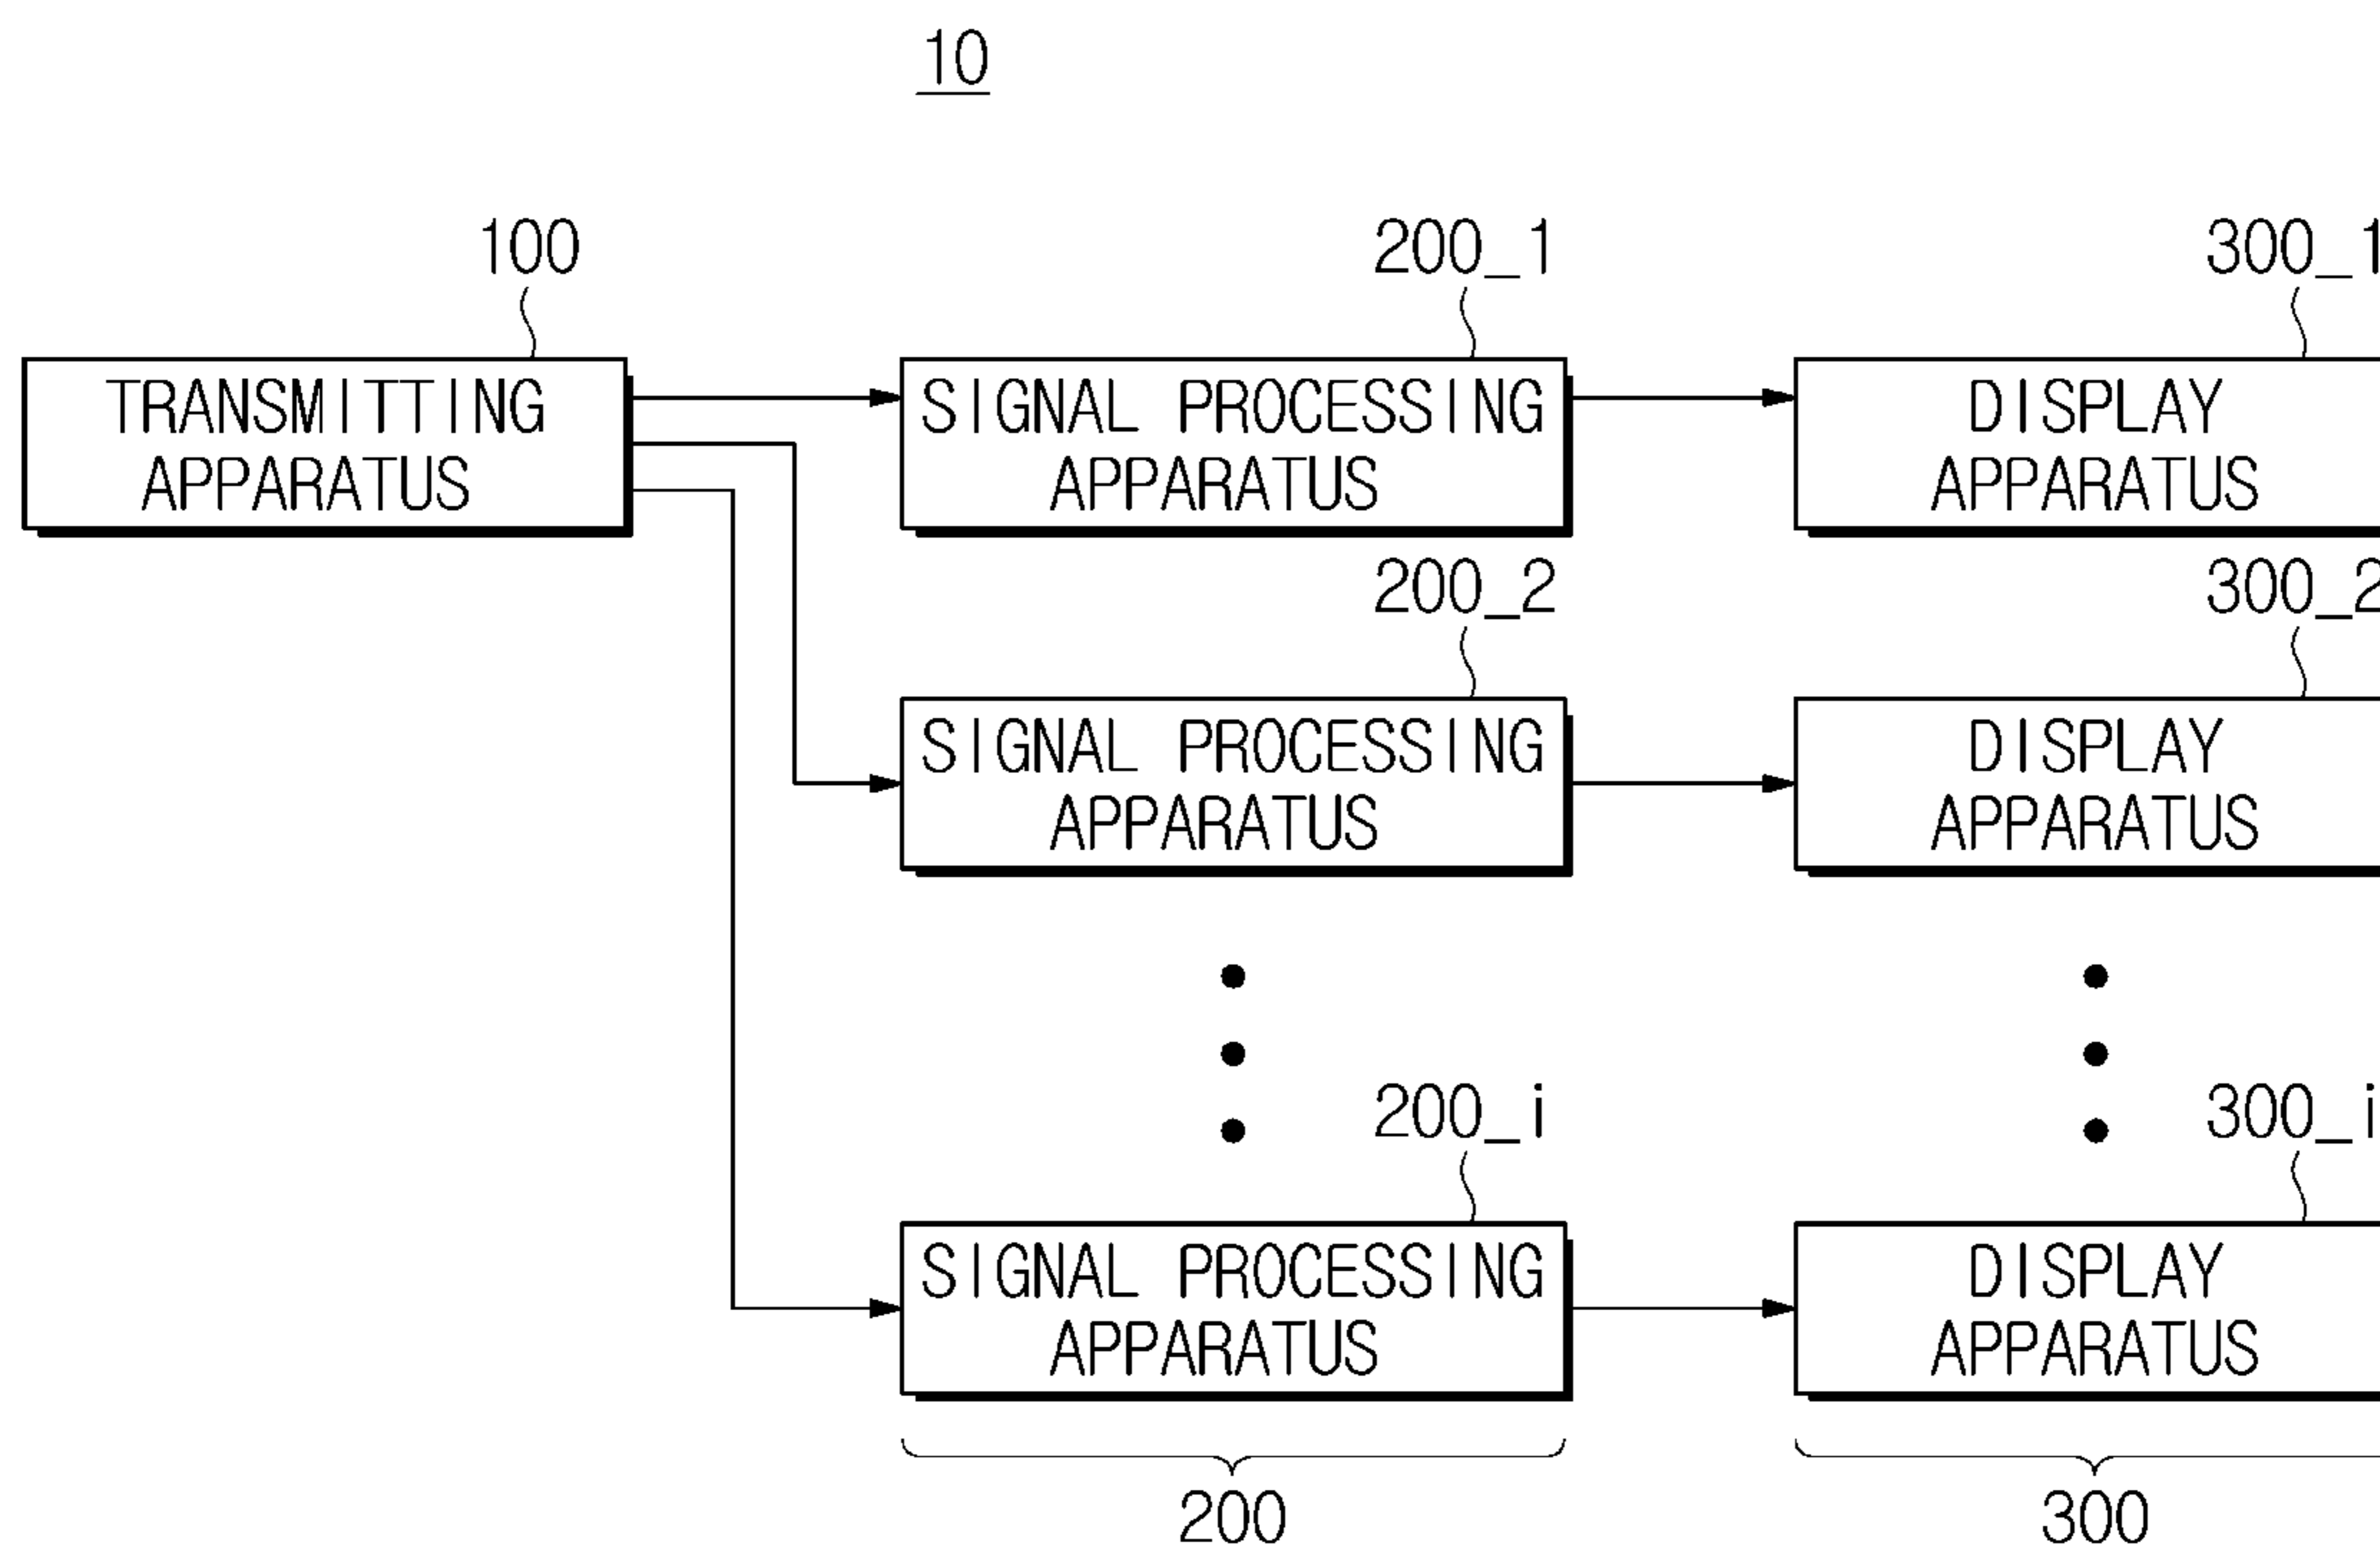 10
100
200_1
300_1
TRANSMITTING
APPARATUS
SIGNAL PROCESSING
APPARATUS
DISPLAY
APPARATUS
200_2
300_2
SIGNAL PROCESSING
APPARATUS
DISPLAY
APPARATUS
200_i
300_i
SIGNAL PROCESSING
APPARATUS
DISPLAY
APPARATUS
200
300